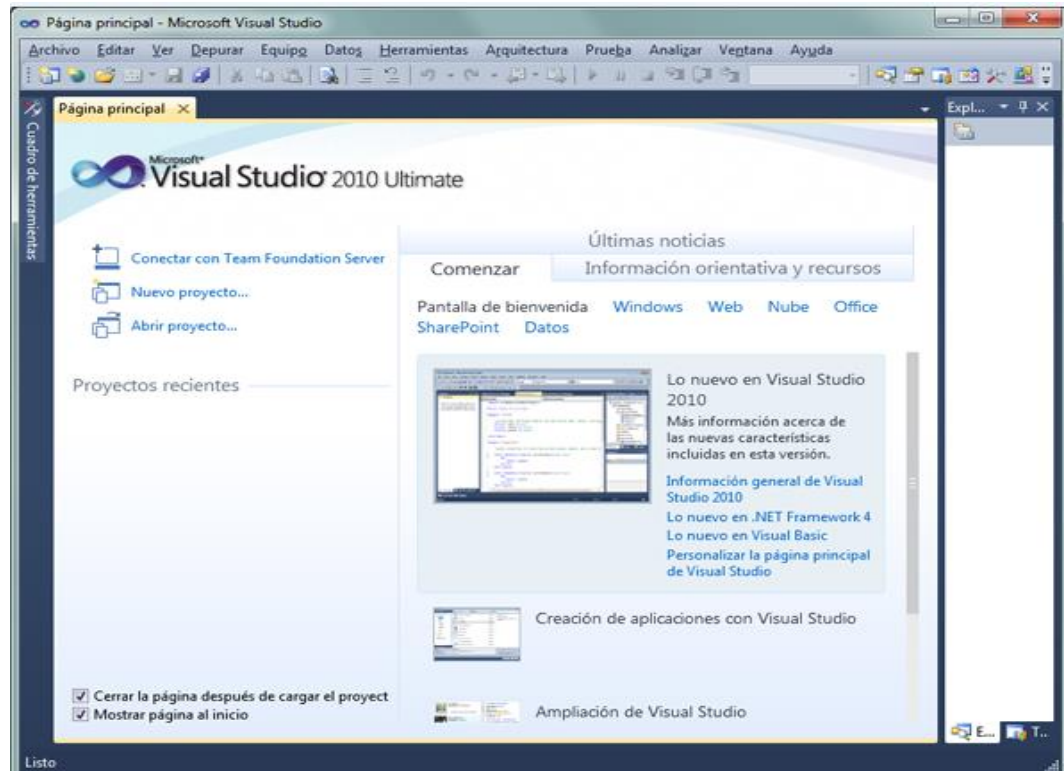 Página principal - Microsoft Visual Studio
Archivo Editar Ver Depurar Equipo Datos Herramientas Arquitectura Prueba Analizar Ventana Ayuda
Cuadro de herramientas
Página principal
Expl...
Microsoft®
Visual Studio 2010 Ultimate
Conectar con Team Foundation Server
Nuevo proyecto...
Abrir proyecto...
Proyectos recientes
Cerrar la página después de cargar el proyect
Mostrar página al inicio
Últimas noticias
Comenzar
Información orientativa y recursos
Pantalla de bienvenida Windows Web Nube Office
SharePoint Datos
Lo nuevo en Visual Studio
2010
Más información acerca de
las nuevas características
incluidas en esta versión.
Información general de Visual
Studio 2010
Lo nuevo en .NET Framework 4
Lo nuevo en Visual Basic
Personalizar la página principal
de Visual Studio
Creación de aplicaciones con Visual Studio
Ampliación de Visual Studio
E... T..
Listo